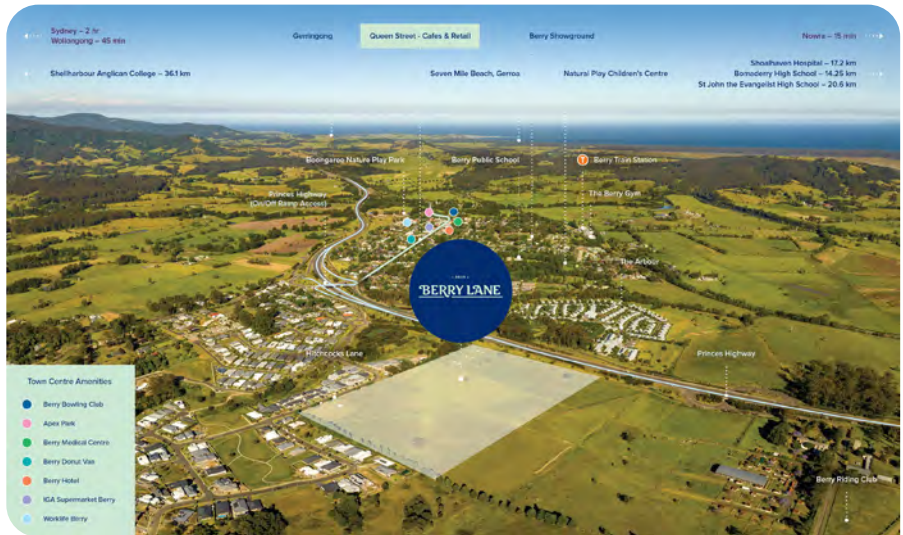 Sydney – 2 hr
Wollongong – 45 min
Gerringong
Queen Street - Cafes & Retail
Berry Showground
Nowra – 15 min
Shellharbour Anglican College – 36.1 km
Seven Mile Beach, Gerroa
Natural Play Children's Centre
Shoalhaven Hospital – 17.2 km
Bomaderry High School – 14.25 km
St John the Evangelist High School – 20.6 km
Boongaroo Nature Play Park
Berry Public School
T
Berry Train Station
Princes Highway
(On/Off Ramp Access)
The Berry Gym
The Arbour
BERRY LANE
Hitchcocks Lane
Princes Highway
Town Centre Amenities
Berry Bowling Club
Apex Park
Berry Medical Centre
Berry Donut Van
Berry Hotel
IGA Supermarket Berry
Worklife Berry
Berry Riding Club